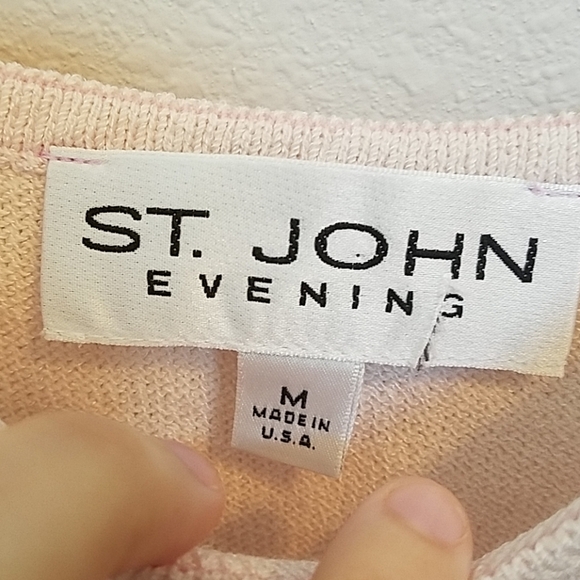 ST. JOHN
EVENING
M
MADE IN
U.S.A.